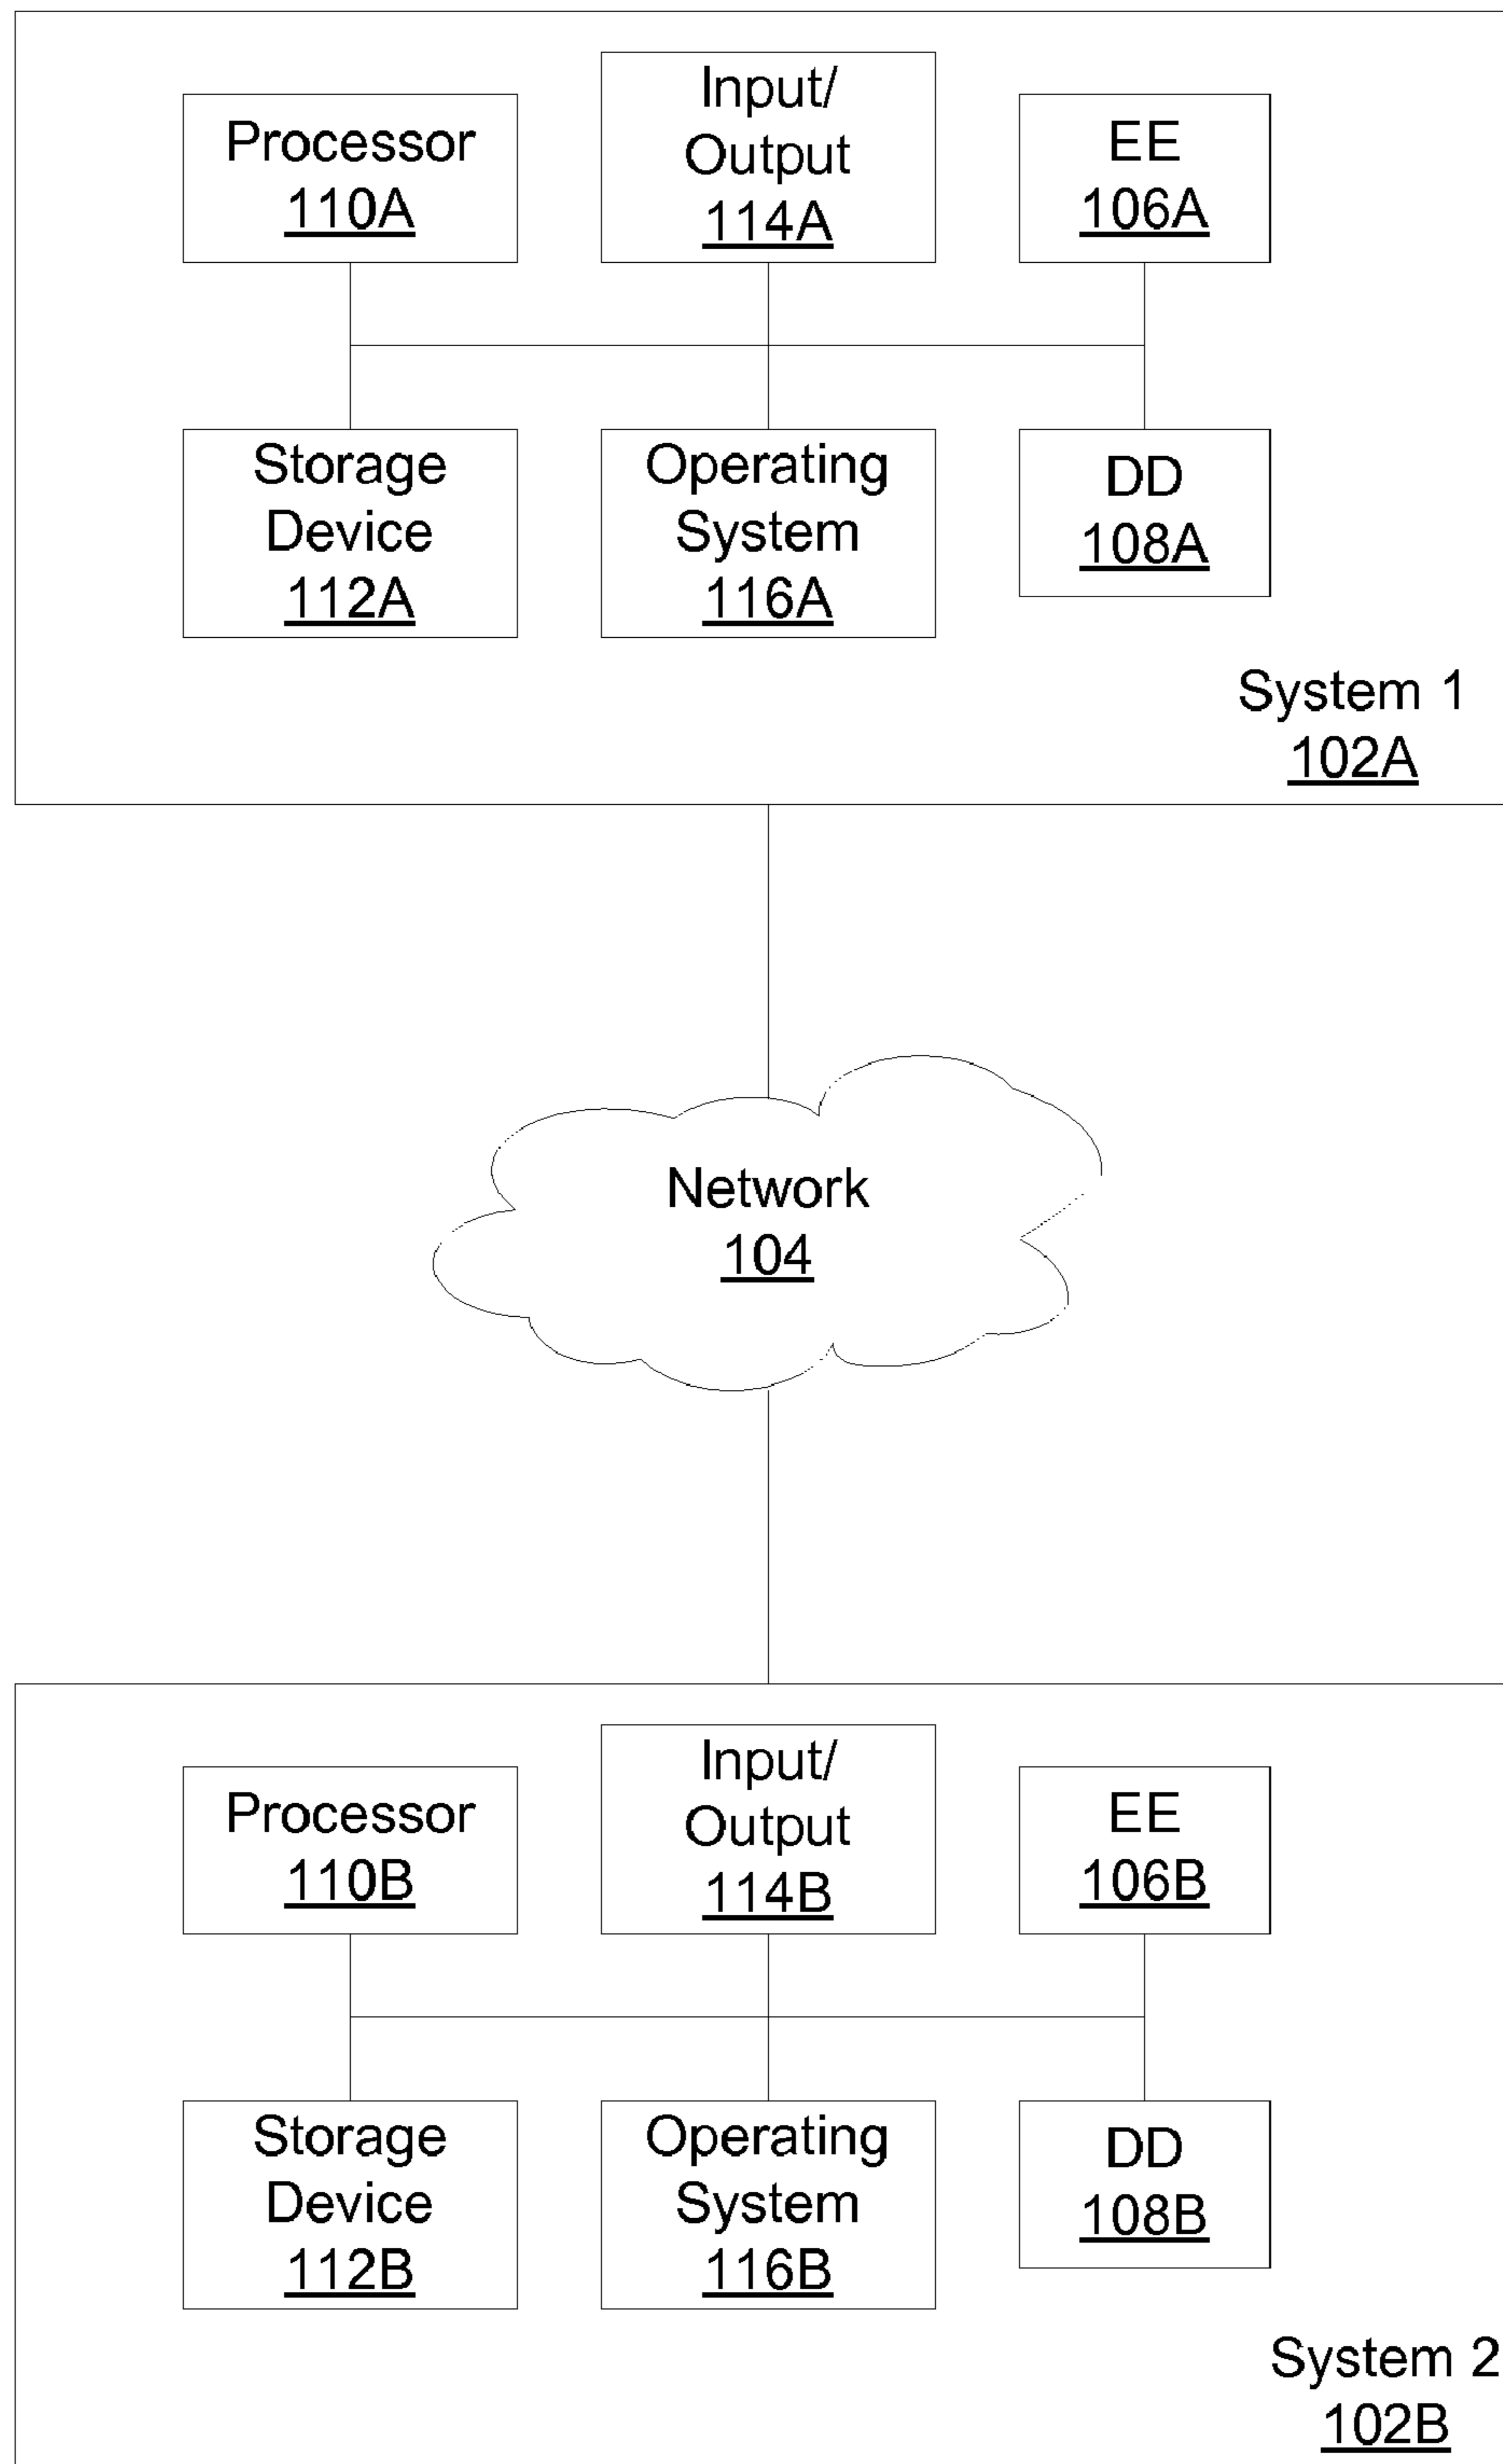 Processor
110A
Input/
Output
114A
EE
106A
Storage
Device
112A
Operating
System
116A
DD
108A
System 1
102A
Network
104
Processor
110B
Input/
Output
114B
EE
106B
Storage
Device
112B
Operating
System
116B
DD
108B
System 2
102B